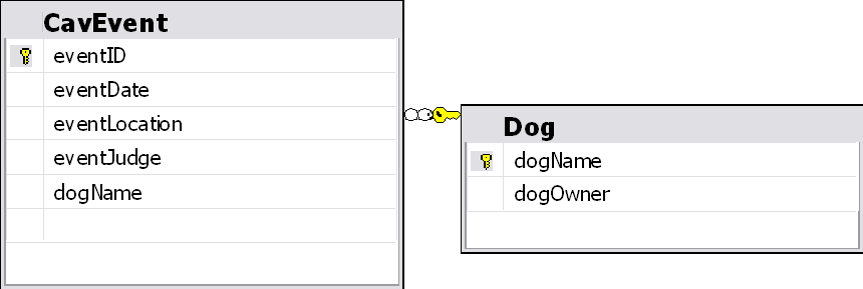 CavEvent
eventID
eventDate
eventLocation
eventJudge
dogName
Dog
dogName
dogOwner